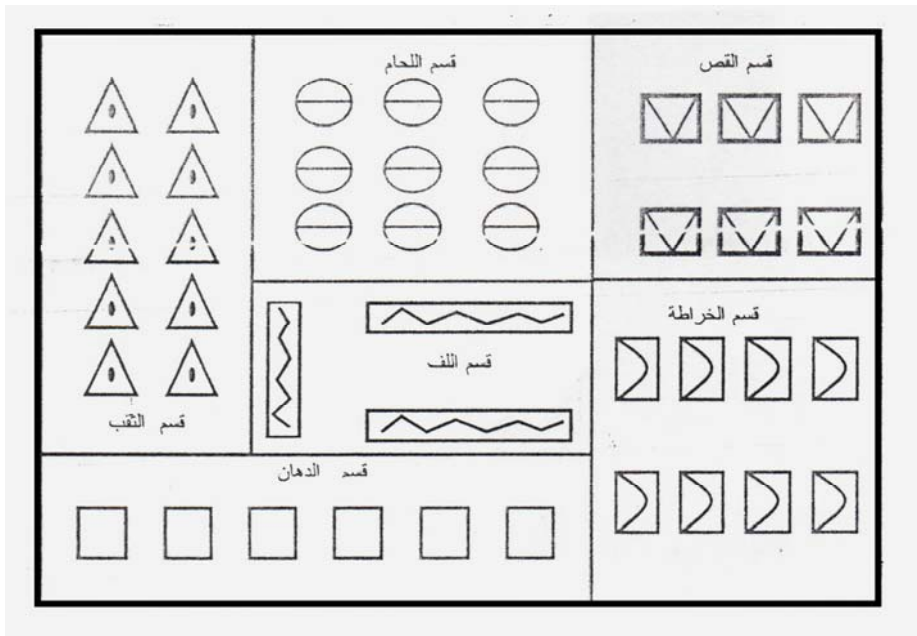 قسم القص
قسم اللحام
قسم الخراطة
قسم اللف
قسم الثقب
قسم الدهان